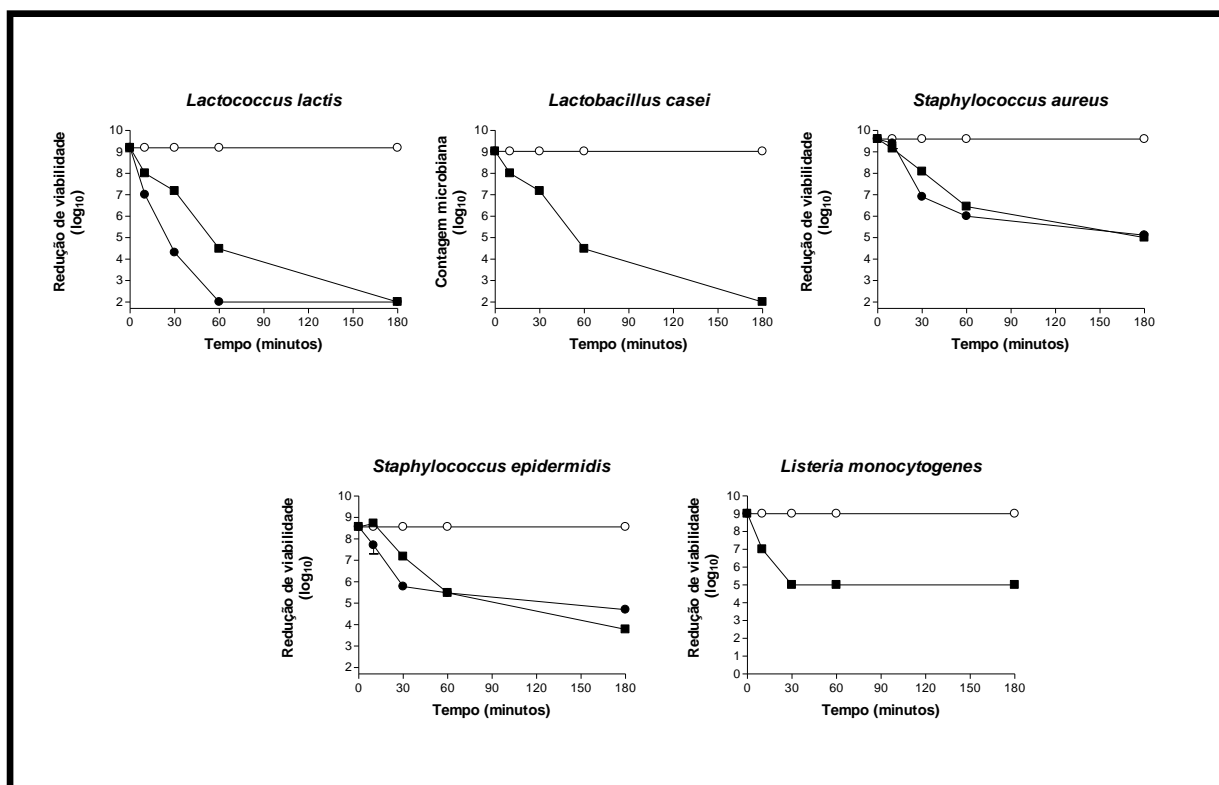 Lactococcus lactis
Redução de viabilidade
(log10)
10
9
8
7
6
5
4
3
2
0 30 60 90 120 150 180
Tempo (minutos)
Lactobacillus casei
Contagem microbiana
(log10)
10
9
8
7
6
5
4
3
2
0 30 60 90 120 150 180
Tempo (minutos)
Staphylococcus aureus
Redução de viabilidade
(log10)
10
9
8
7
6
5
4
3
2
0 30 60 90 120 150 180
Tempo (minutos)
Staphylococcus epidermidis
Redução de viabilidade
(log10)
10
9
8
7
6
5
4
3
2
0 30 60 90 120 150 180
Tempo (minutos)
Listeria monocytogenes
Redução de viabilidade
(log10)
10
9
8
7
6
5
4
3
2
1
0
0 30 60 90 120 150 180
Tempo (minutos)